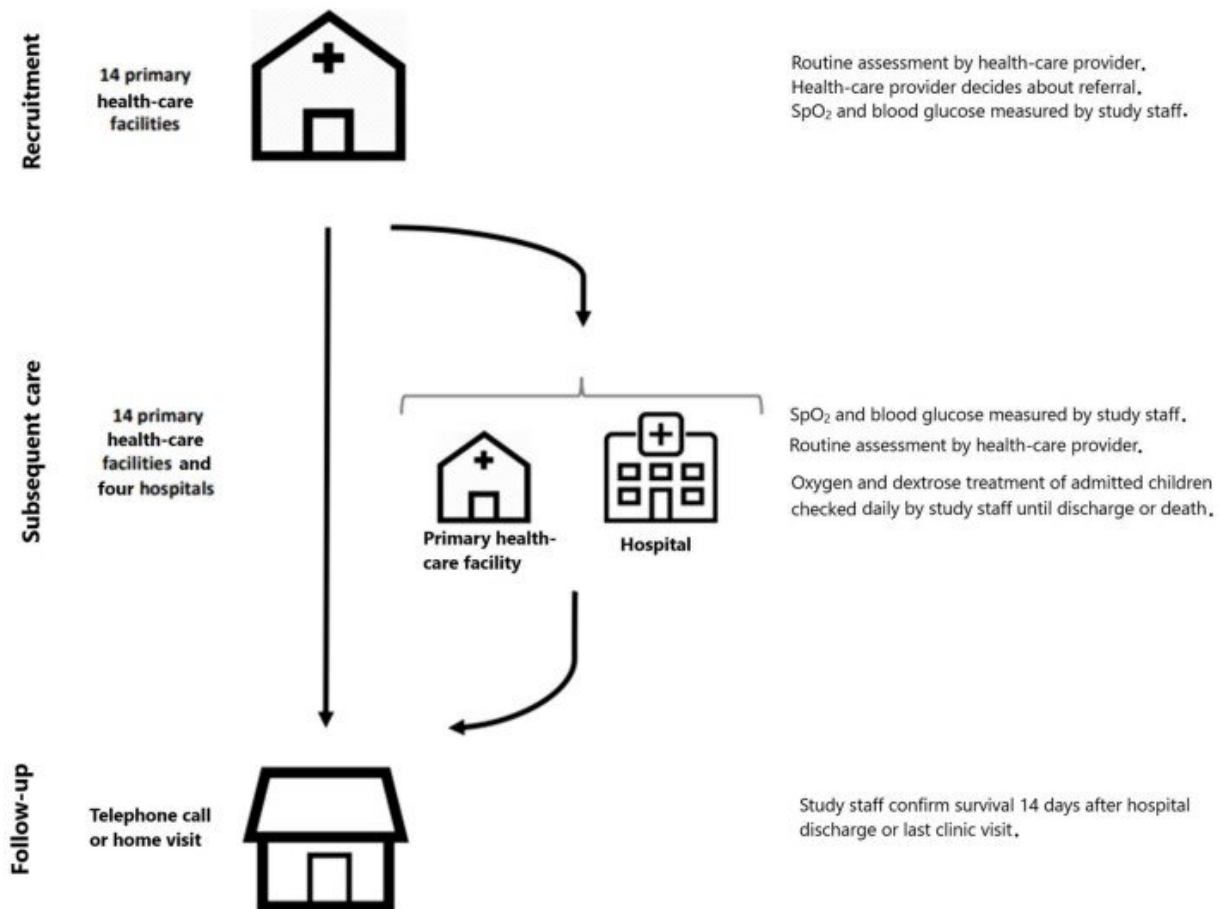 Recruitment
14 primary
health-care
facilities
Routine assessment by health-care provider.
Health-care provider decides about referral.
SpO₂ and blood glucose measured by study staff.
Subsequent care
14 primary
health-care
facilities and
four hospitals
Primary health-
care facility
Hospital
SpO₂ and blood glucose measured by study staff.
Routine assessment by health-care provider.
Oxygen and dextrose treatment of admitted children
checked daily by study staff until discharge or death.
Follow-up
Telephone call
or home visit
Study staff confirm survival 14 days after hospital
discharge or last clinic visit.